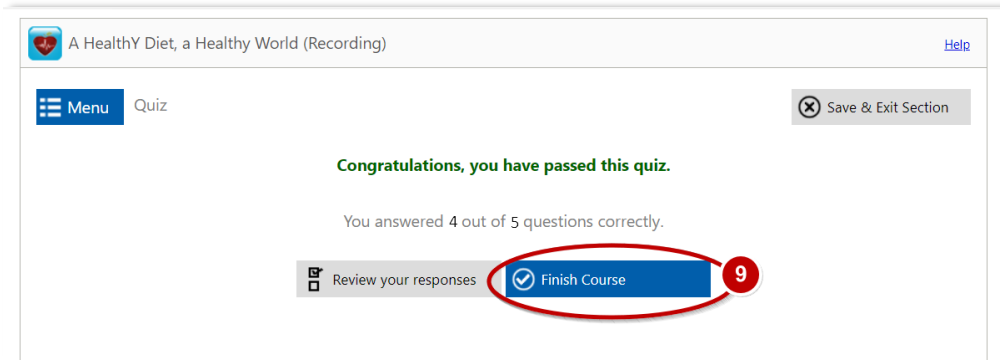 A HealthY Diet, a Healthy World (Recording)
Help
Menu
Quiz
Save & Exit Section
Congratulations, you have passed this quiz.
You answered 4 out of 5 questions correctly.
Review your responses
Finish Course
9